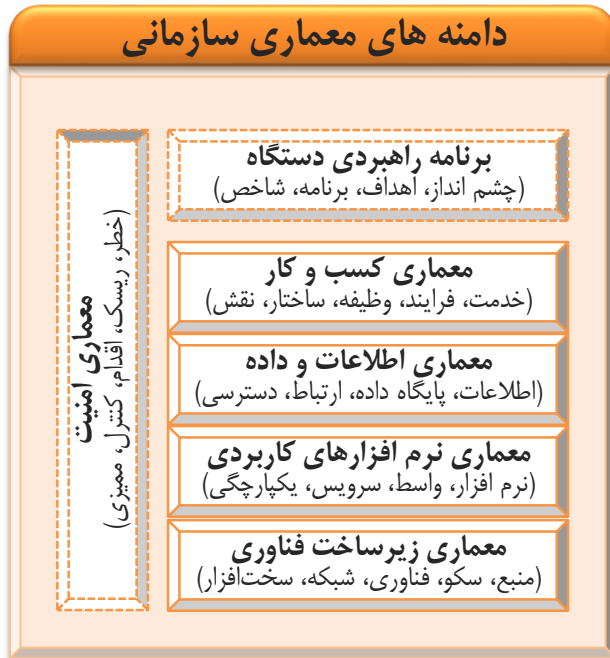 دامنه های معماری سازمانی
برنامه راهبردی دستگاه
(چشم انداز، اهداف، برنامه، شاخص)
معماری کسب و کار
(خدمت، فرایند، وظیفه، ساختار، نقش)
معماری اطلاعات و داده
(اطلاعات، پایگاه داده، ارتباط، دسترسی)
معماری نرم افزارهای کاربردی
(نرم افزار، واسط، سرویس، یکپارچگی)
معماری زیرساخت فناوری
(منبع، سکو، فناوری، شبکه، سخت‌افزار)
معماری امنیت
(خطر، ریسک، اقدام، کنترل، ممیزی)